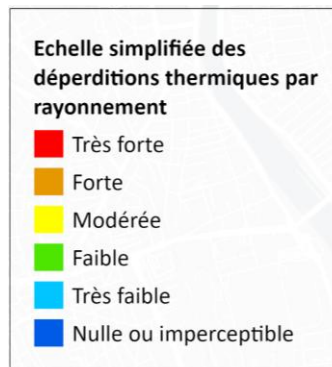 Echelle simplifiée des
déperditions thermiques par
rayonnement
Très forte
Forte
Modérée
Faible
Très faible
Nulle ou imperceptible